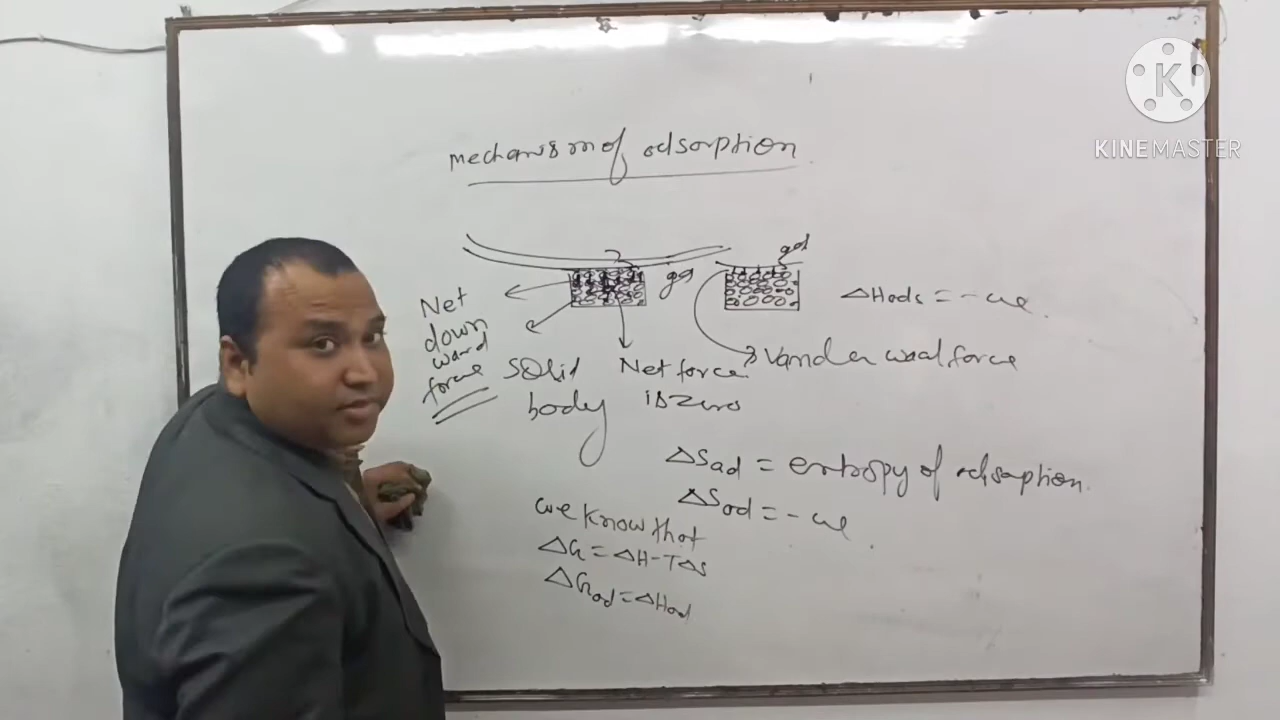 KINEMASTER
mechanism of adsorption
gas
gas
ΔHads = -ve
Net
down
ward
force
solid
body
Net force
is zero
Vander waal force
ΔSad = entropy of adsorption
ΔSad = -ve
we know that
ΔG = ΔH-TΔS
ΔGad = ΔHad